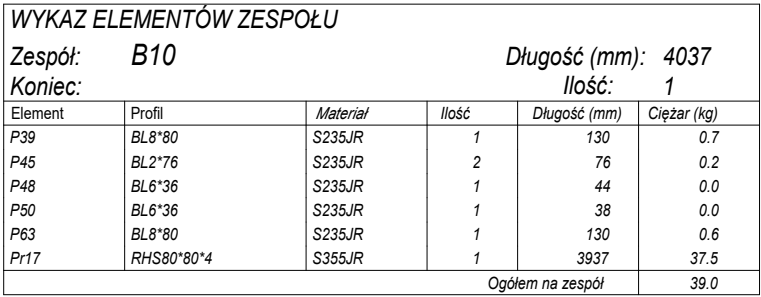 WYKAZ ELEMENTÓW ZESPOŁU
Zespół: B10 Długość (mm): 4037
Koniec: Ilość: 1
Element Profil Materiał Ilość Długość (mm) Ciężar (kg)
P39 BL8*80 S235JR 1 130 0.7
P45 BL2*76 S235JR 2 76 0.2
P48 BL6*36 S235JR 1 44 0.0
P50 BL6*36 S235JR 1 38 0.0
P63 BL8*80 S235JR 1 130 0.6
Pr17 RHS80*80*4 S355JR 1 3937 37.5
Ogółem na zespół 39.0